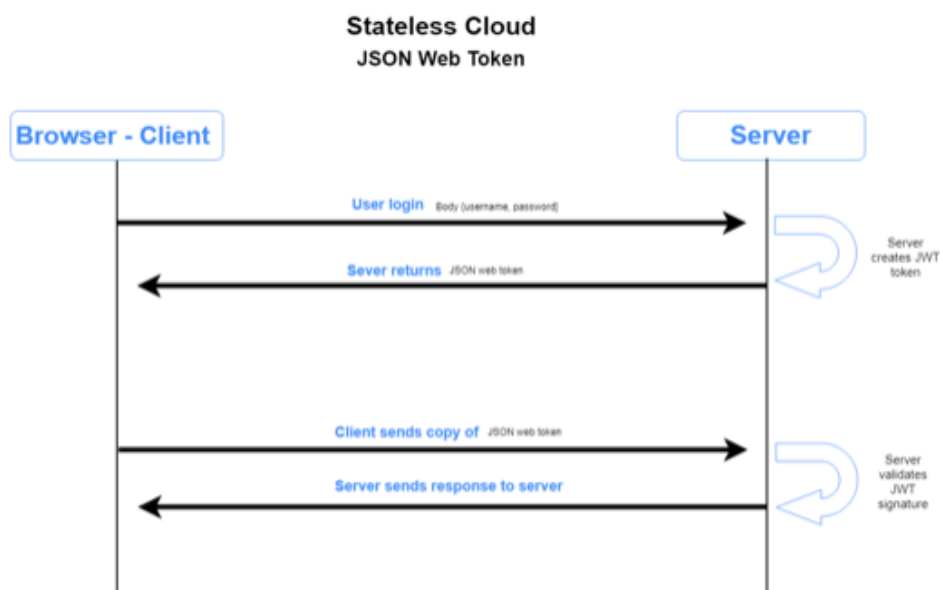 Stateless Cloud
JSON Web Token
Browser - Client
Server
User login Body (username, password)
Server
creates JWT
token
Sever returns JSON web token
Client sends copy of JSON web token
Server
validates
JWT
signature
Server sends response to server